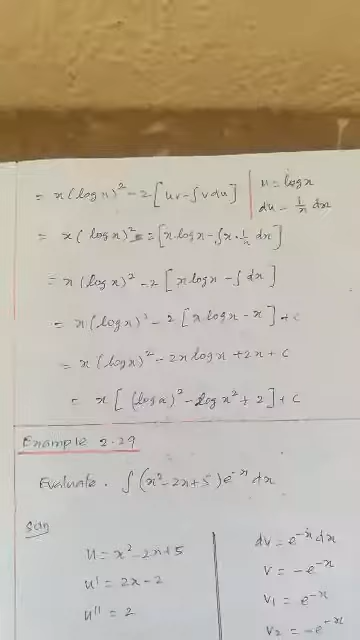 = x(log x)² - 2[uv - ∫v du] | u = log x
du = 1/x dx
= x(log x)² - 2[x log x - ∫x · 1/x dx]
= x(log x)² - 2[x log x - ∫dx]
= x(log x)² - 2[x log x - x] + c
= x(log x)² - 2x log x + 2x + c
= x[(log x)² - log x² + 2] + c
Example 2.29
Evaluate. ∫(x² - 2x + 5) e⁻ˣ dx
Soln
u = x² - 2x + 5 | dv = e⁻ˣ dx
u' = 2x - 2 | v = -e⁻ˣ
u'' = 2 | v₁ = e⁻ˣ
v₂ = -e⁻ˣ